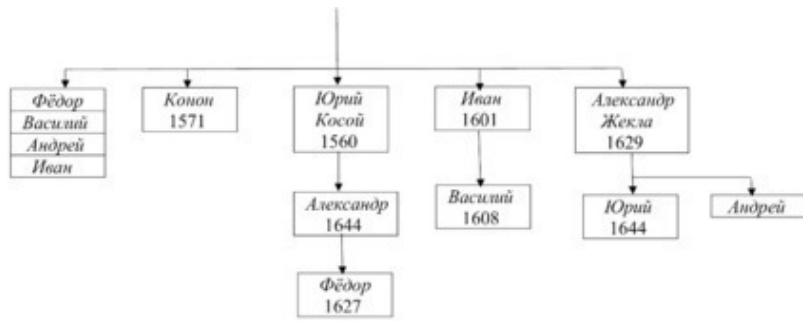 Фёдор
Василий
Андрей
Иван
Конон
1571
Юрий
Косой
1560
Иван
1601
Александр
Жекла
1629
Александр
1644
Василий
1608
Юрий
1644
Андрей
Фёдор
1627